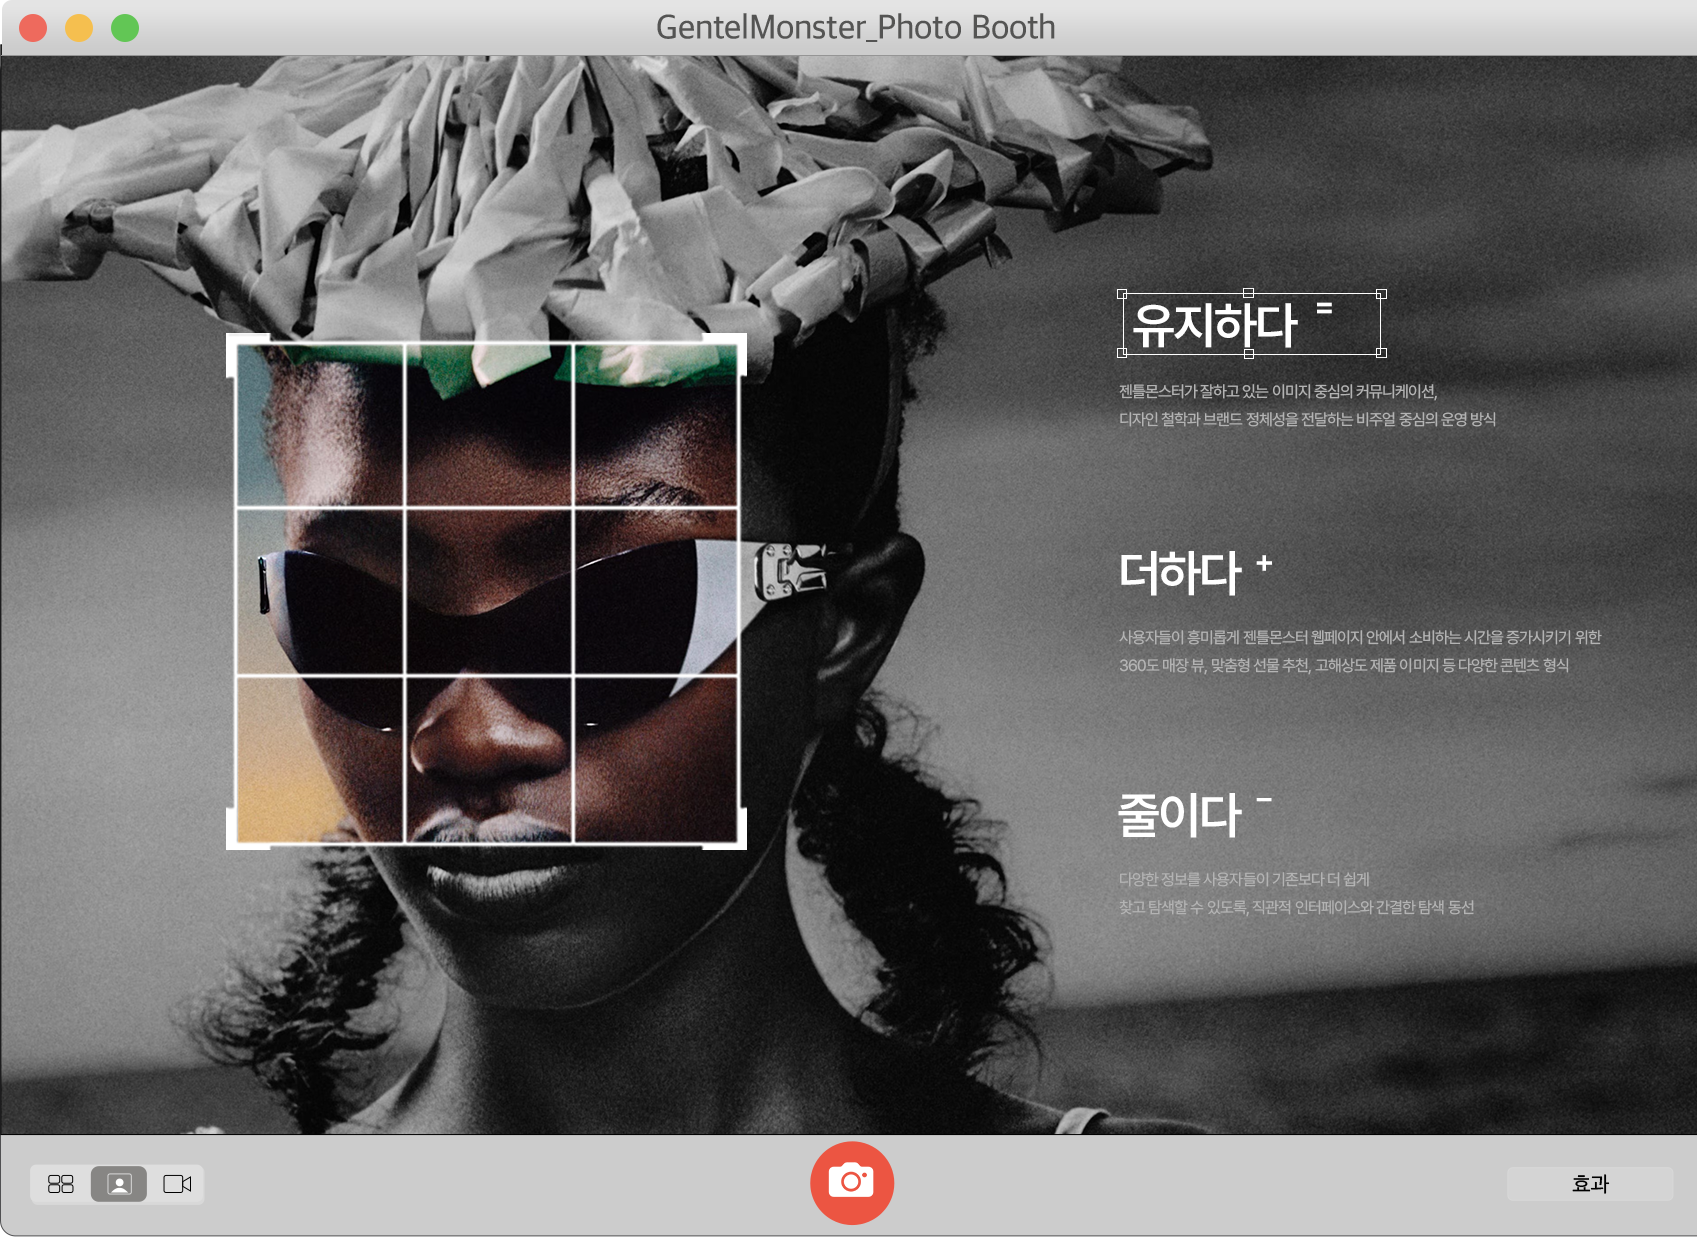 GentelMonster_Photo Booth
유지하다 =
젠틀몬스터가 잘하고 있는 이미지 중심의 커뮤니케이션,
디자인 철학과 브랜드 정체성을 전달하는 비주얼 중심의 운영 방식
더하다 +
사용자들이 흥미롭게 젠틀몬스터 웹페이지 안에서 소비하는 시간을 증가시키기 위한
360도 매장 뷰, 맞춤형 선물 추천, 고해상도 제품 이미지 등 다양한 콘텐츠 형식
줄이다 -
다양한 정보를 사용자들이 기존보다 더 쉽게
찾고 탐색할 수 있도록, 직관적 인터페이스와 간결한 탐색 동선
효과